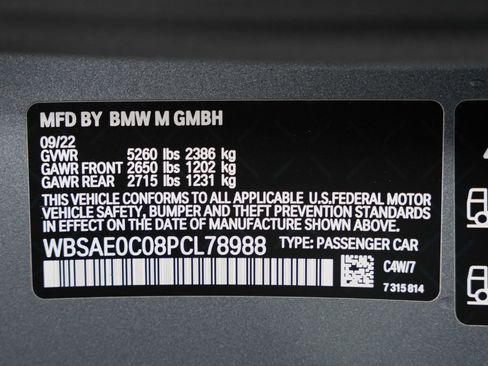 MFD BY BMW M GMBH
09/22
GVWR 5260 lbs 2386 kg
GAWR FRONT 2650 lbs 1202 kg
GAWR REAR 2715 lbs 1231 kg
THIS VEHICLE CONFORMS TO ALL APPLICABLE U.S.FEDERAL MOTOR
VEHICLE SAFETY, BUMPER AND THEFT PREVENTION STANDARDS
IN EFFECT ON THE DATE OF MANUFACTURE SHOWN ABOVE.
WBSAE0C08PCL78988 TYPE: PASSENGER CAR
C4W/7
7 315 814